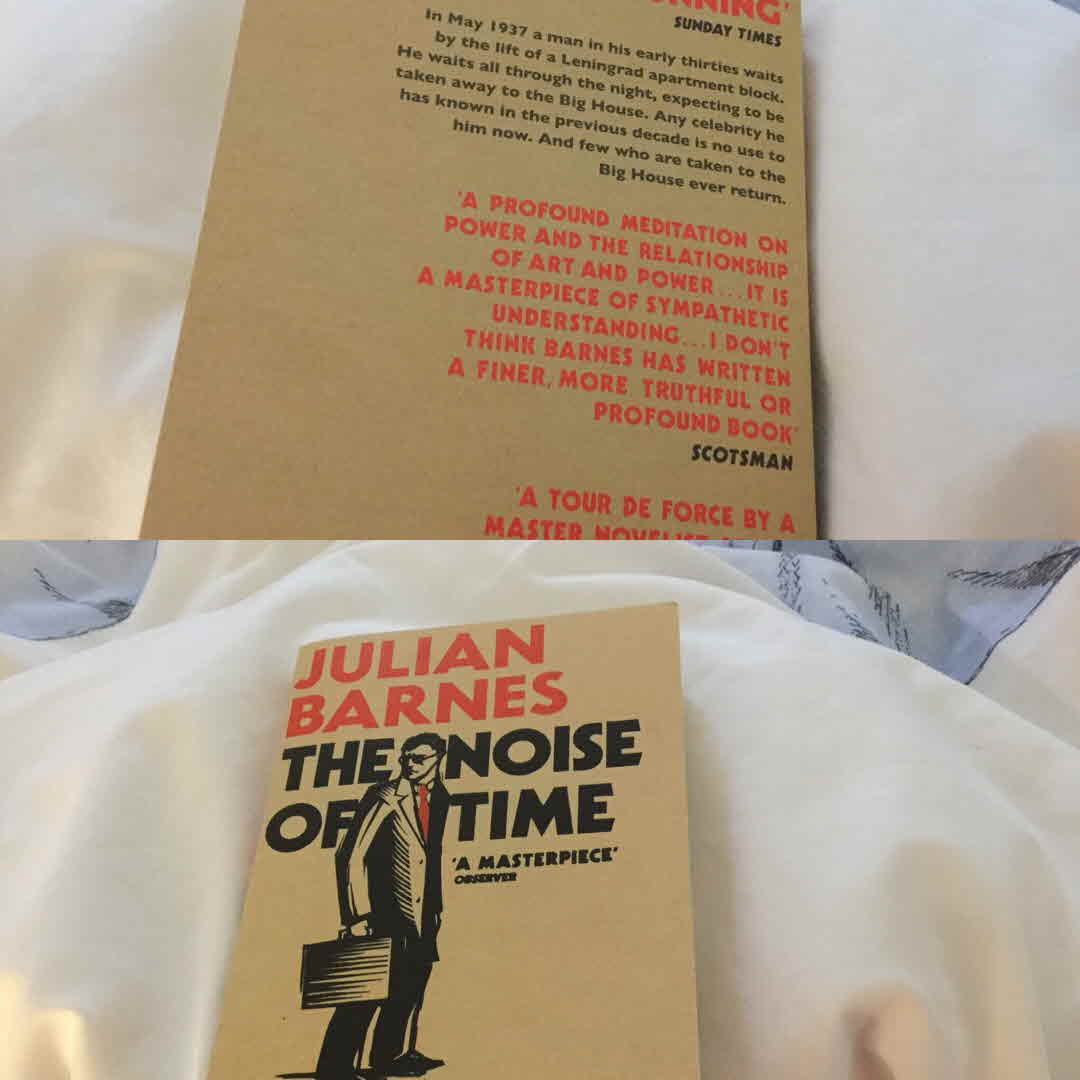 SUNDAY TIMES
In May 1937 a man in his early thirties waits
by the lift of a Leningrad apartment block.
He waits all through the night, expecting to be
taken away to the Big House. Any celebrity he
has known in the previous decade is no use to
him now. And few who are taken to the
Big House ever return.
'A PROFOUND MEDITATION ON
POWER AND THE RELATIONSHIP
OF ART AND POWER...IT IS
A MASTERPIECE OF SYMPATHETIC
UNDERSTANDING...I DON'T
THINK BARNES HAS WRITTEN
A FINER, MORE TRUTHFUL OR
PROFOUND BOOK'
SCOTSMAN
'A TOUR DE FORCE BY A
MASTER NOVELIST
JULIAN
BARNES
THE NOISE
OF TIME
'A MASTERPIECE'
OBSERVER